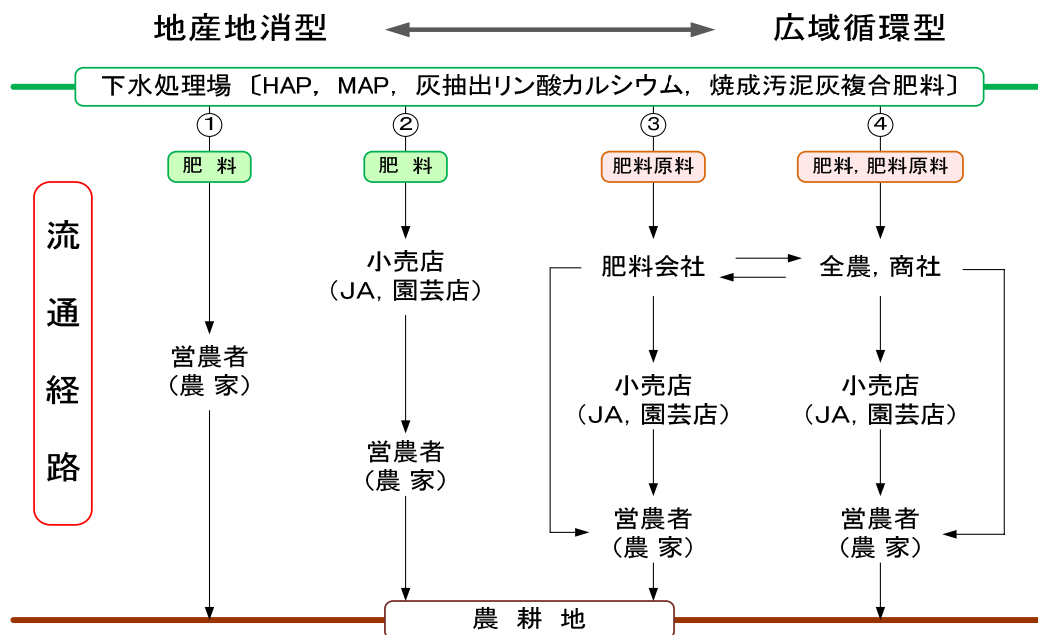 地産地消型
広域循環型
下水処理場〔HAP，MAP，灰抽出リン酸カルシウム，焼成汚泥灰複合肥料〕
① ② ③ ④
肥 料
肥 料
肥料原料
肥料，肥料原料
流通経路
営農者
（農 家）
小売店
（JA，園芸店）
営農者
（農 家）
肥料会社
小売店
（JA，園芸店）
営農者
（農 家）
全農，商社
小売店
（JA，園芸店）
営農者
（農 家）
農 耕 地